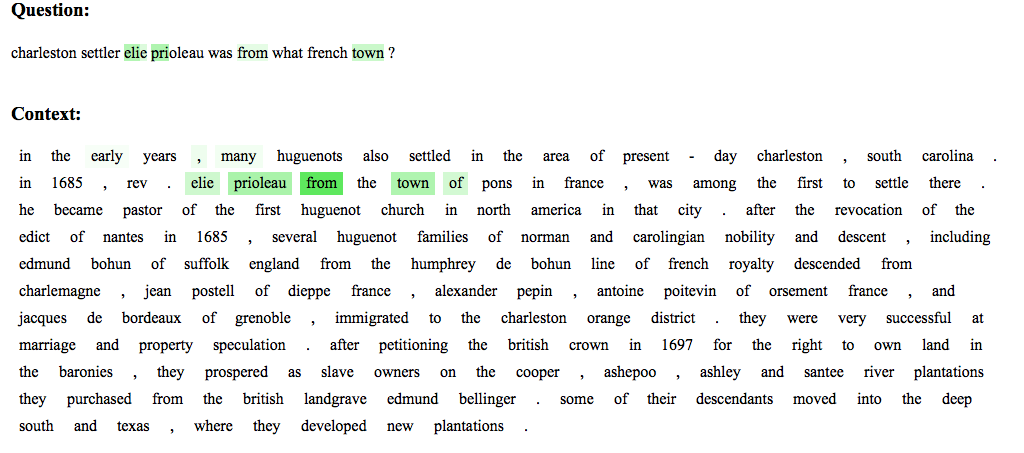 Question:
charleston settler elie prioleau was from what french town ?
Context:
in the early years , many huguenots also settled in the area of present - day charleston , south carolina .
in 1685 , rev . elie prioleau from the town of pons in france , was among the first to settle there .
he became pastor of the first huguenot church in north america in that city . after the revocation of the
edict of nantes in 1685 , several huguenot families of norman and carolingian nobility and descent , including
edmund bohun of suffolk england from the humphrey de bohun line of french royalty descended from
charlemagne , jean postell of dieppe france , alexander pepin , antoine poitevin of orsement france , and
jacques de bordeaux of grenoble , immigrated to the charleston orange district . they were very successful at
marriage and property speculation . after petitioning the british crown in 1697 for the right to own land in
the baronies , they prospered as slave owners on the cooper , ashepoo , ashley and santee river plantations
they purchased from the british landgrave edmund bellinger . some of their descendants moved into the deep
south and texas , where they developed new plantations .